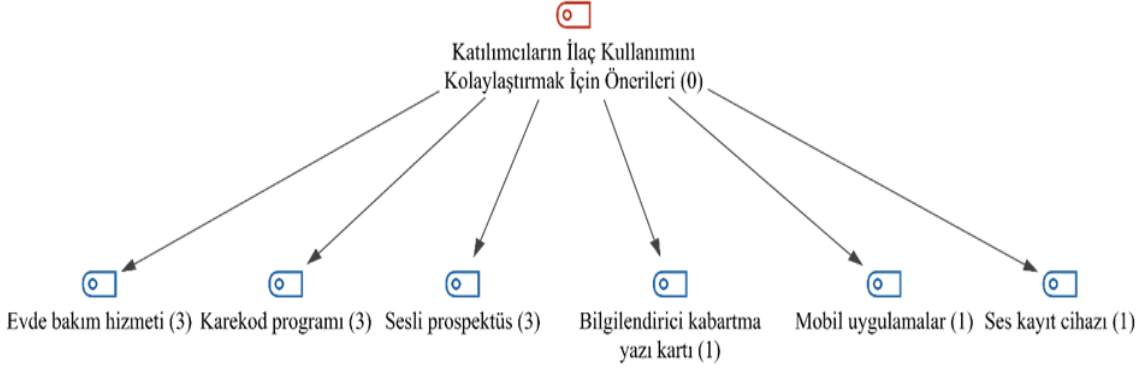 Katılımcıların İlaç Kullanımını
Kolaylaştırmak İçin Önerileri (0)
Evde bakım hizmeti (3) Karekod programı (3) Sesli prospektüs (3) Bilgilendirici kabartma Mobil uygulamalar (1) Ses kayıt cihazı (1)
yazı kartı (1)